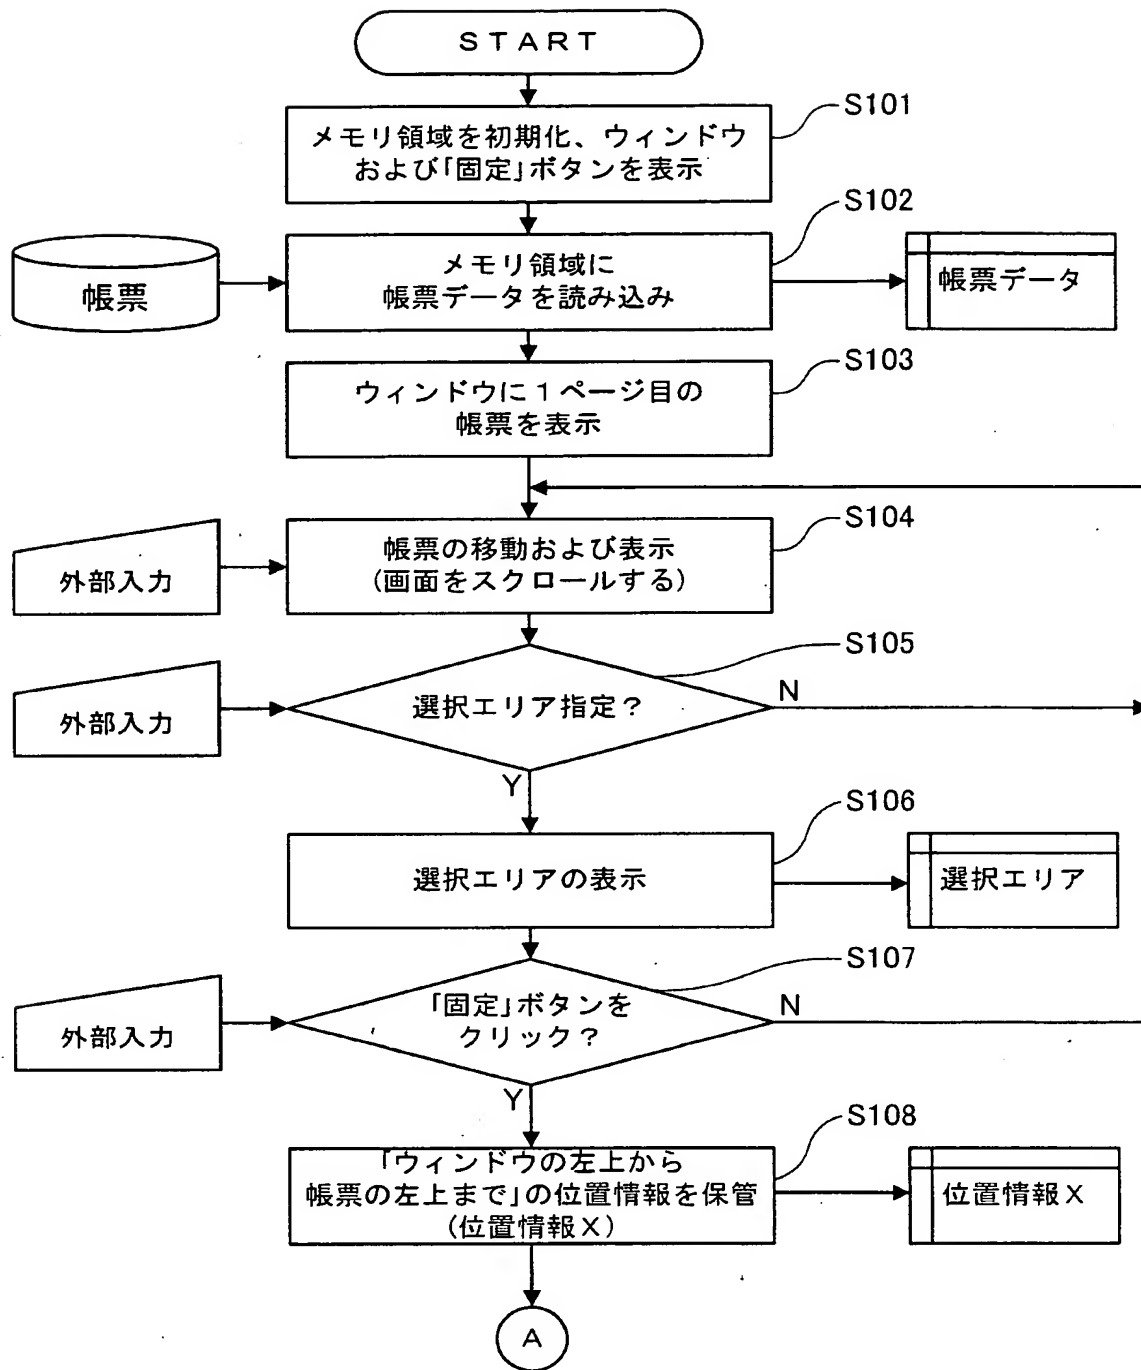 START
S101
メモリ領域を初期化、ウィンドウ
および「固定」ボタンを表示
S102
帳票
メモリ領域に
帳票データを読み込み
帳票データ
S103
ウィンドウに1ページ目の
帳票を表示
S104
外部入力
帳票の移動および表示
(画面をスクロールする)
S105
外部入力
選択エリア指定?
N
Y
S106
選択エリアの表示
選択エリア
S107
外部入力
「固定」ボタンを
クリック?
N
Y
S108
「ウィンドウの左上から
帳票の左上まで」の位置情報を保管
(位置情報X)
位置情報X
A